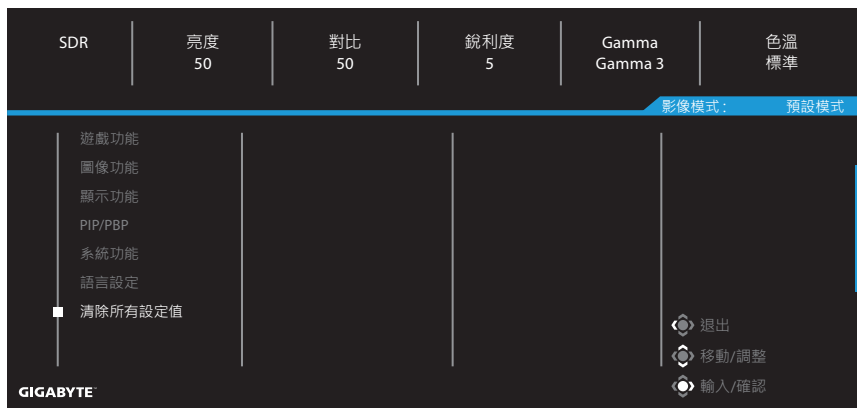 SDR 亮度 對比 銳利度 Gamma 色溫
50 50 5 Gamma 3 標準
影像模式： 預設模式
遊戲功能
圖像功能
顯示功能
PIP/PBP
系統功能
語言設定
清除所有設定值
退出
移動/調整
輸入/確認
GIGABYTE™